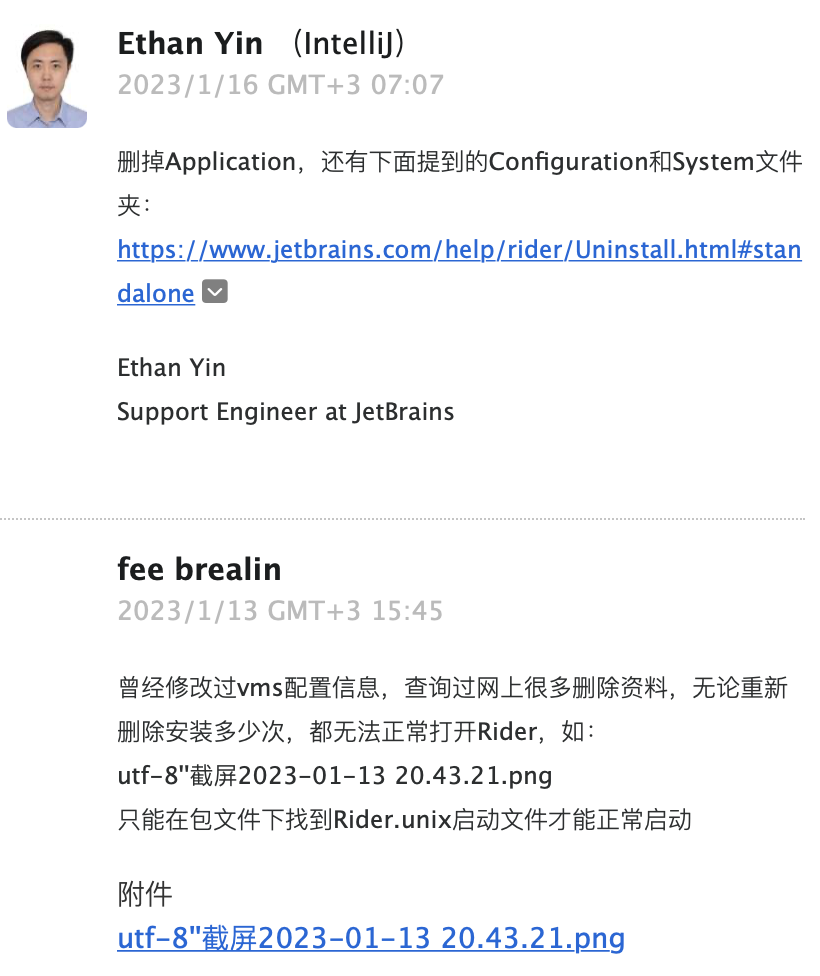 Ethan Yin （IntelliJ）
2023/1/16 GMT+3 07:07
删掉Application，还有下面提到的Configuration和System文件
夹：
https://www.jetbrains.com/help/rider/Uninstall.html#stan
dalone
Ethan Yin
Support Engineer at JetBrains
fee brealin
2023/1/13 GMT+3 15:45
曾经修改过vms配置信息，查询过网上很多删除资料，无论重新
删除安装多少次，都无法正常打开Rider，如：
utf-8"截屏2023-01-13 20.43.21.png
只能在包文件下找到Rider.unix启动文件才能正常启动
附件
utf-8"截屏2023-01-13 20.43.21.png